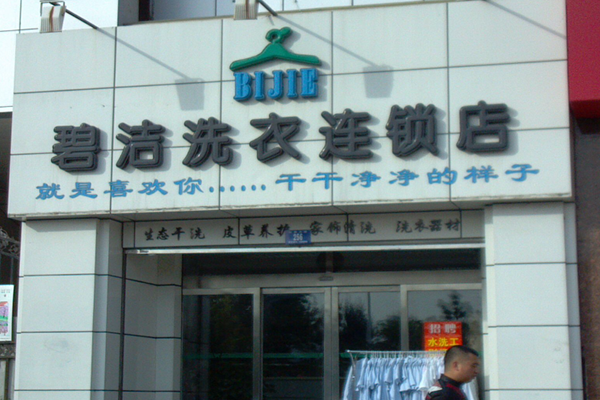 BIJIE
碧洁洗衣连锁店
就是喜欢你……干干净净的样子
生态干洗 皮草养护 家饰清洗 洗衣器材
招聘
水洗工